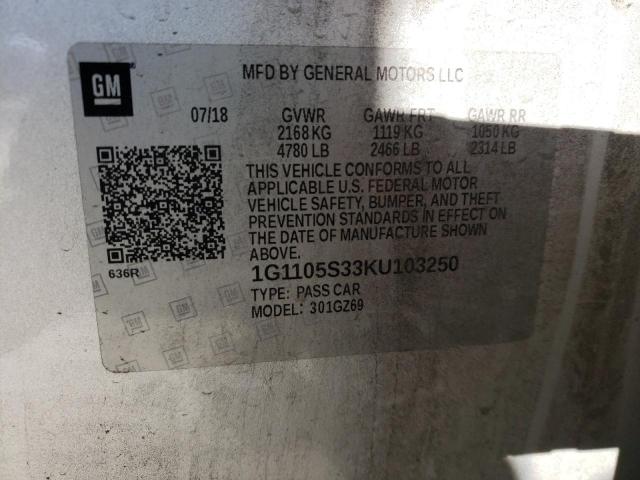 GM
MFD BY GENERAL MOTORS LLC
07/18 GVWR GAWR FRT GAWR RR
2168 KG 1119 KG 1050 KG
4780 LB 2466 LB 2314 LB
THIS VEHICLE CONFORMS TO ALL
APPLICABLE U.S. FEDERAL MOTOR
VEHICLE SAFETY, BUMPER, AND THEFT
PREVENTION STANDARDS IN EFFECT ON
THE DATE OF MANUFACTURE SHOWN
ABOVE.
636R
1G1105S33KU103250
TYPE: PASS CAR
MODEL: 301GZ69